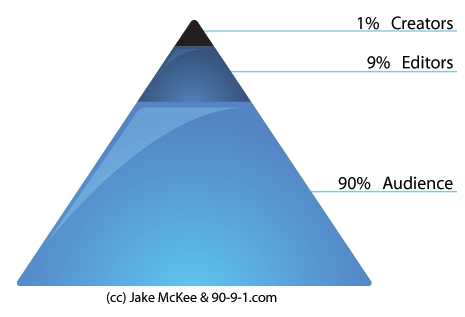 1% Creators
9% Editors
90% Audience
(cc) Jake McKee & 90-9-1.com